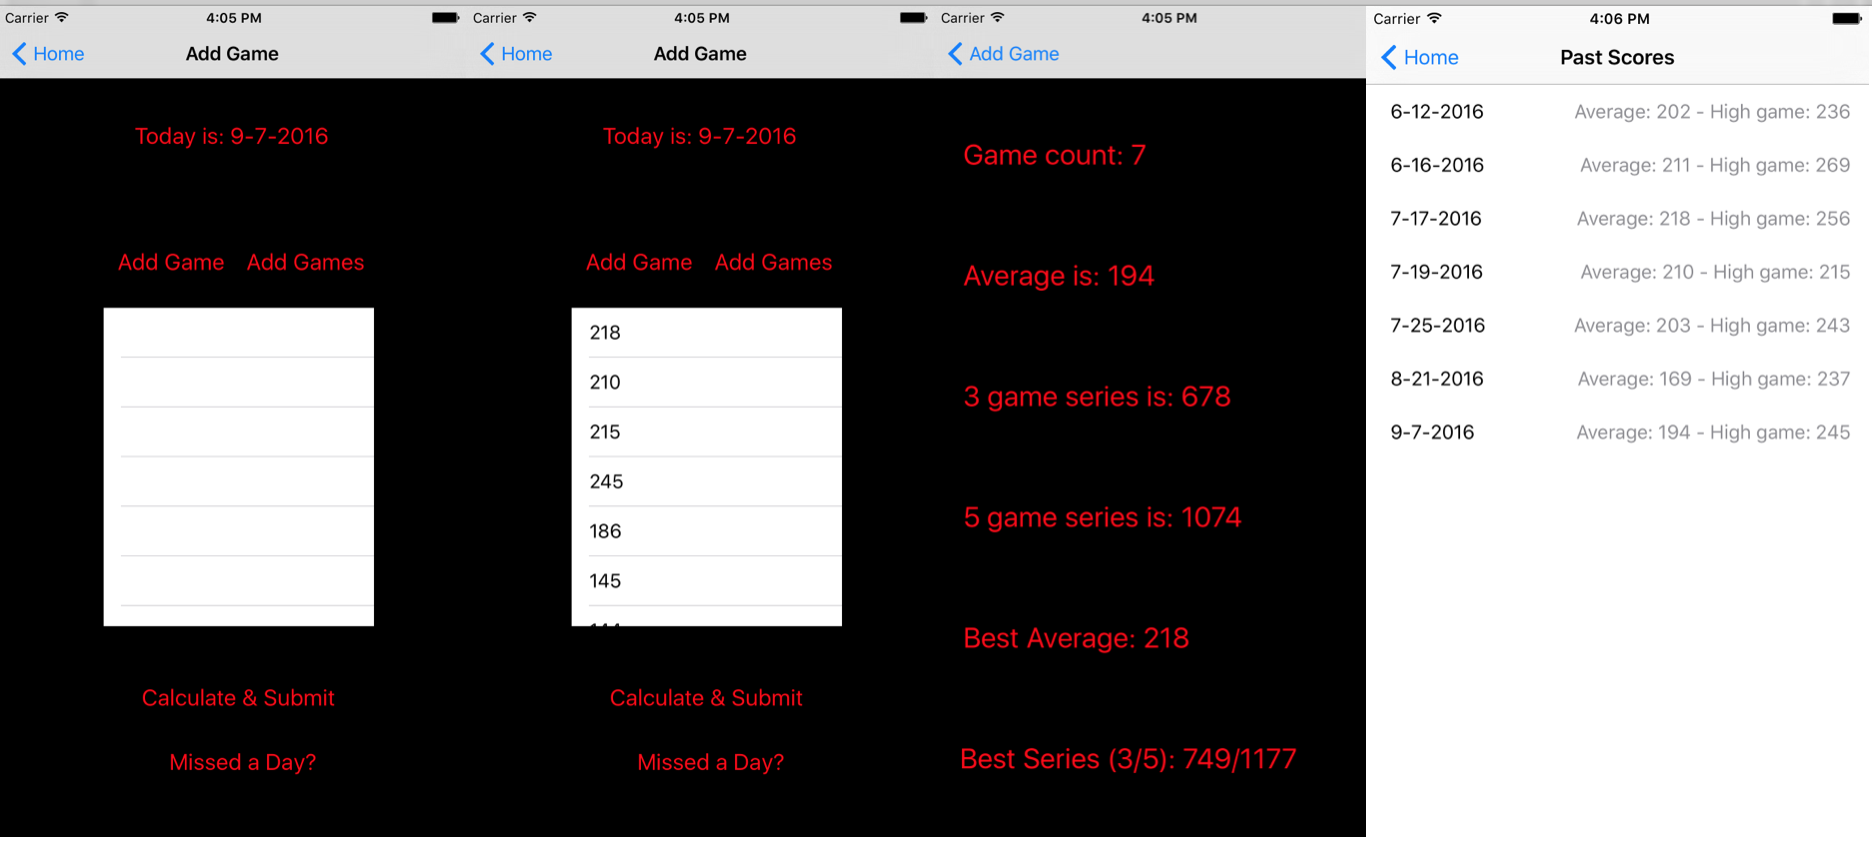 Carrier 4:05 PM
Home Add Game
Today is: 9-7-2016
Add Game Add Games
Calculate & Submit
Missed a Day?
Carrier 4:05 PM
Home Add Game
Today is: 9-7-2016
Add Game Add Games
218
210
215
245
186
145
Calculate & Submit
Missed a Day?
Carrier 4:05 PM
Add Game
Game count: 7
Average is: 194
3 game series is: 678
5 game series is: 1074
Best Average: 218
Best Series (3/5): 749/1177
Carrier 4:06 PM
Home Past Scores
6-12-2016 Average: 202 - High game: 236
6-16-2016 Average: 211 - High game: 269
7-17-2016 Average: 218 - High game: 256
7-19-2016 Average: 210 - High game: 215
7-25-2016 Average: 203 - High game: 243
8-21-2016 Average: 169 - High game: 237
9-7-2016 Average: 194 - High game: 245